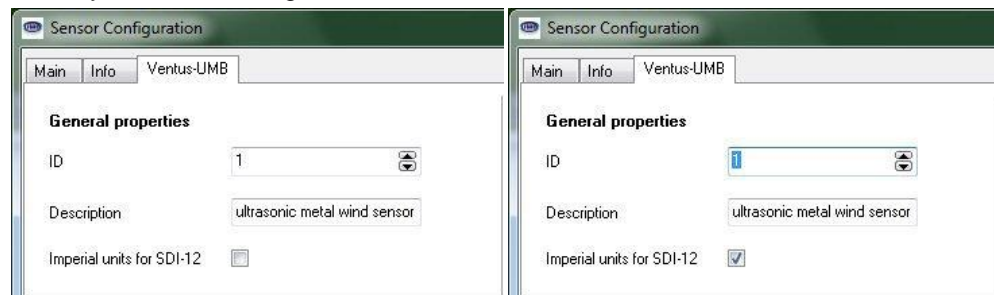 Sensor Configuration
Main Info Ventus-UMB
General properties
ID 1
Description ultrasonic metal wind sensor
Imperial units for SDI-12
Sensor Configuration
Main Info Ventus-UMB
General properties
ID 1
Description ultrasonic metal wind sensor
Imperial units for SDI-12